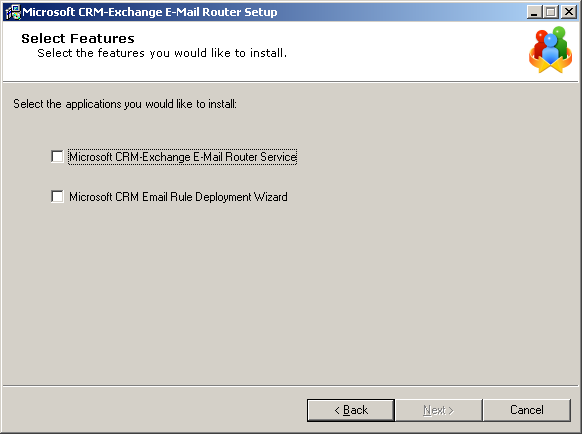 Microsoft CRM-Exchange E-Mail Router Setup
Select Features
Select the features you would like to install.
Select the applications you would like to install:
Microsoft CRM-Exchange E-Mail Router Service
Microsoft CRM Email Rule Deployment Wizard
< Back
Next >
Cancel